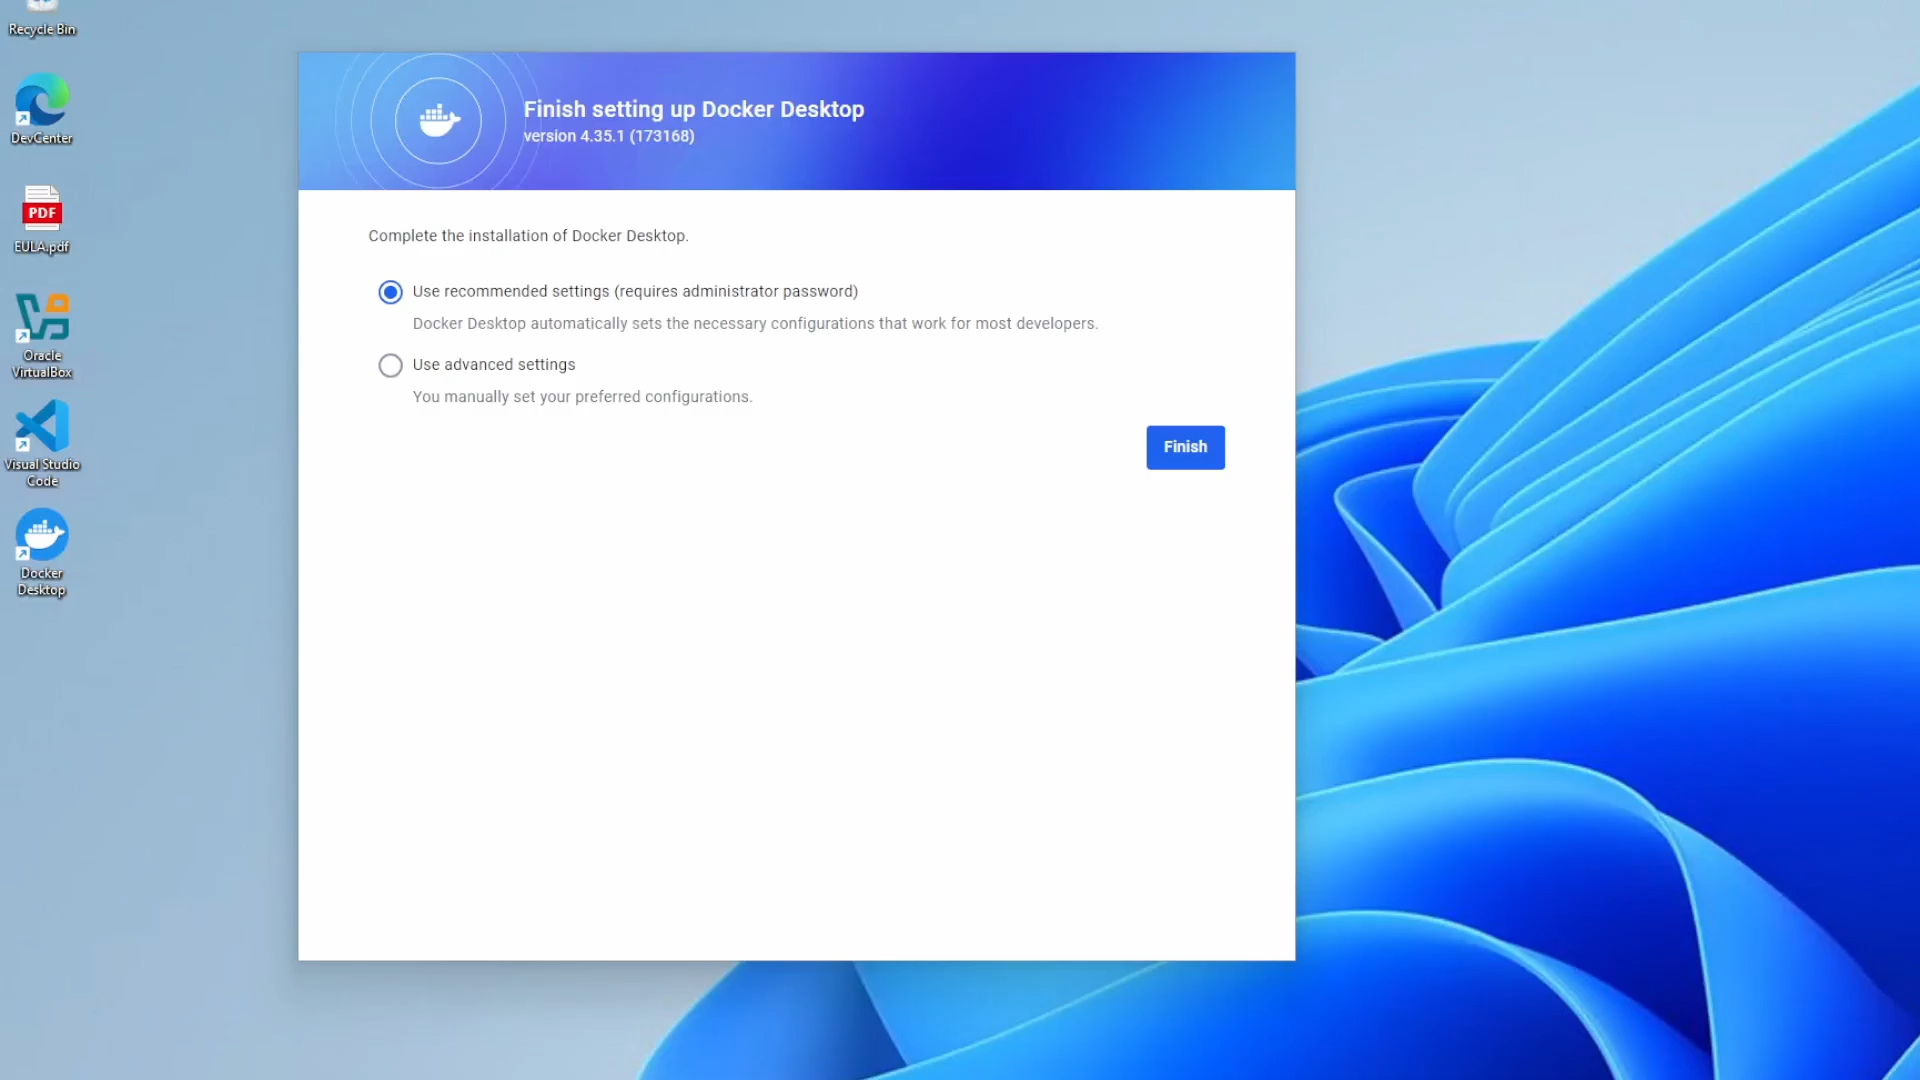 Recycle Bin
DevCenter
PDF
EULA.pdf
Oracle
VirtualBox
Visual Studio
Code
Docker
Desktop
Finish setting up Docker Desktop
version 4.35.1 (173168)
Complete the installation of Docker Desktop.
Use recommended settings (requires administrator password)
Docker Desktop automatically sets the necessary configurations that work for most developers.
Use advanced settings
You manually set your preferred configurations.
Finish